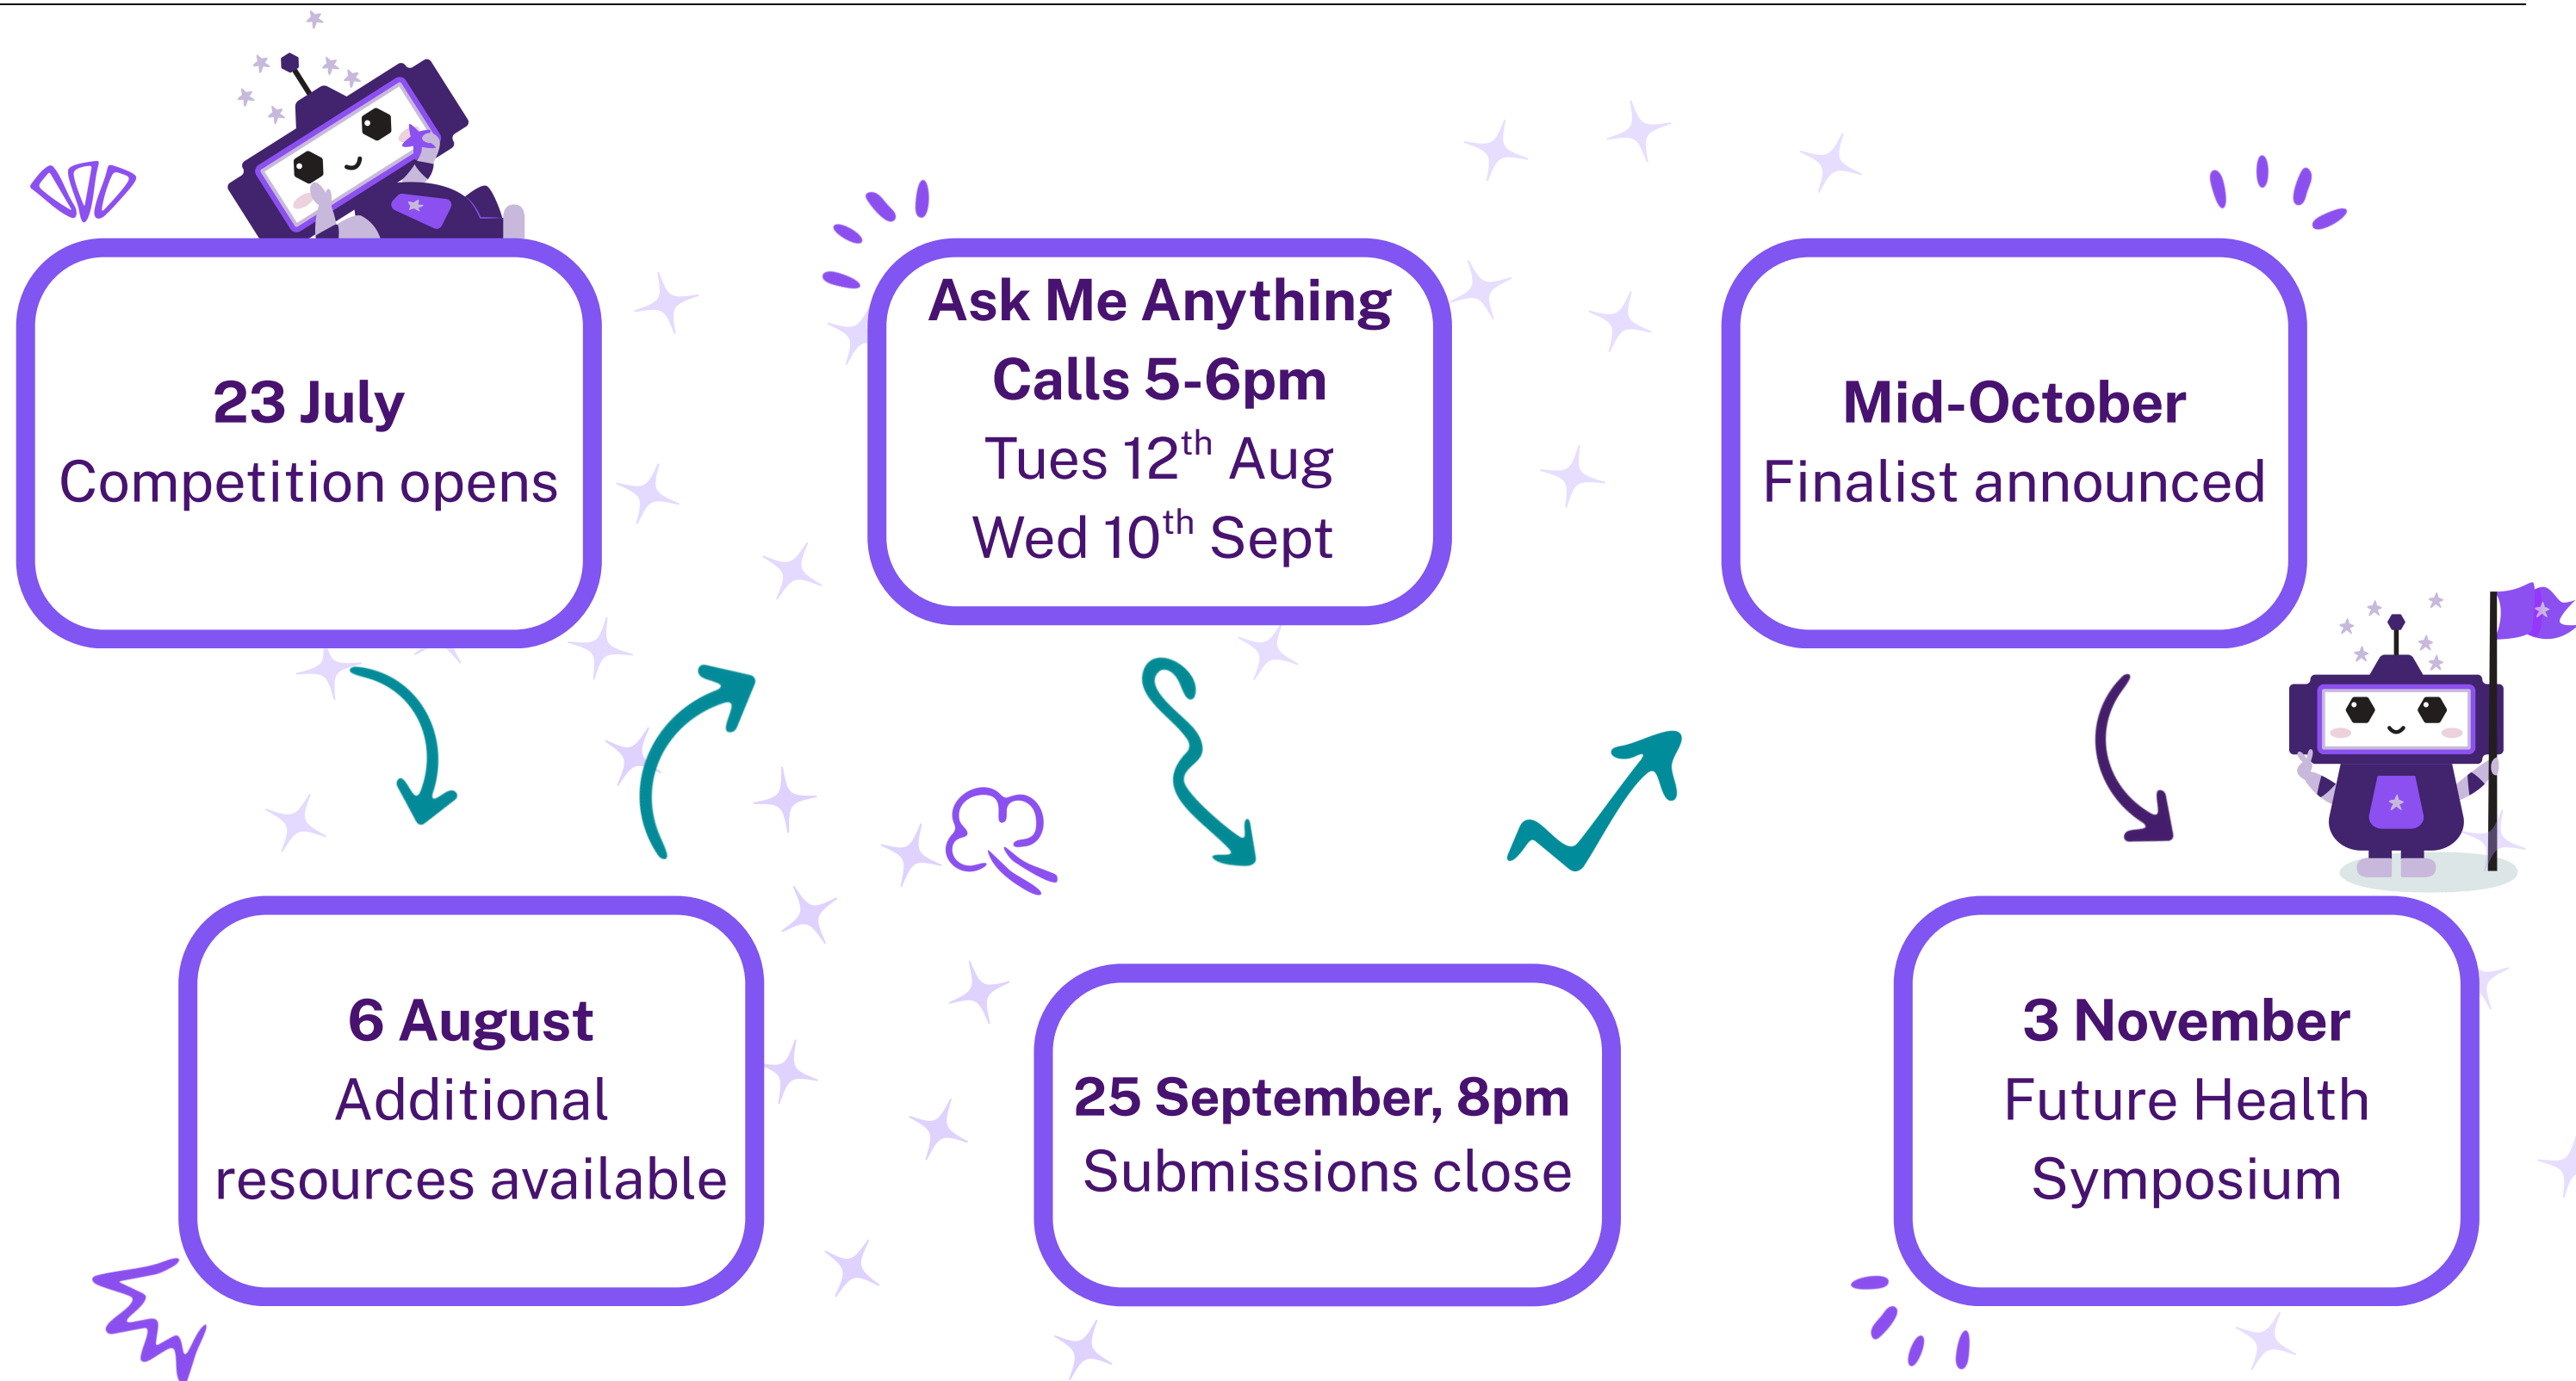 23 July
Competition opens
6 August
Additional
resources available
Ask Me Anything
Calls 5-6pm
Tues 12th Aug
Wed 10th Sept
25 September, 8pm
Submissions close
Mid-October
Finalist announced
3 November
Future Health
Symposium